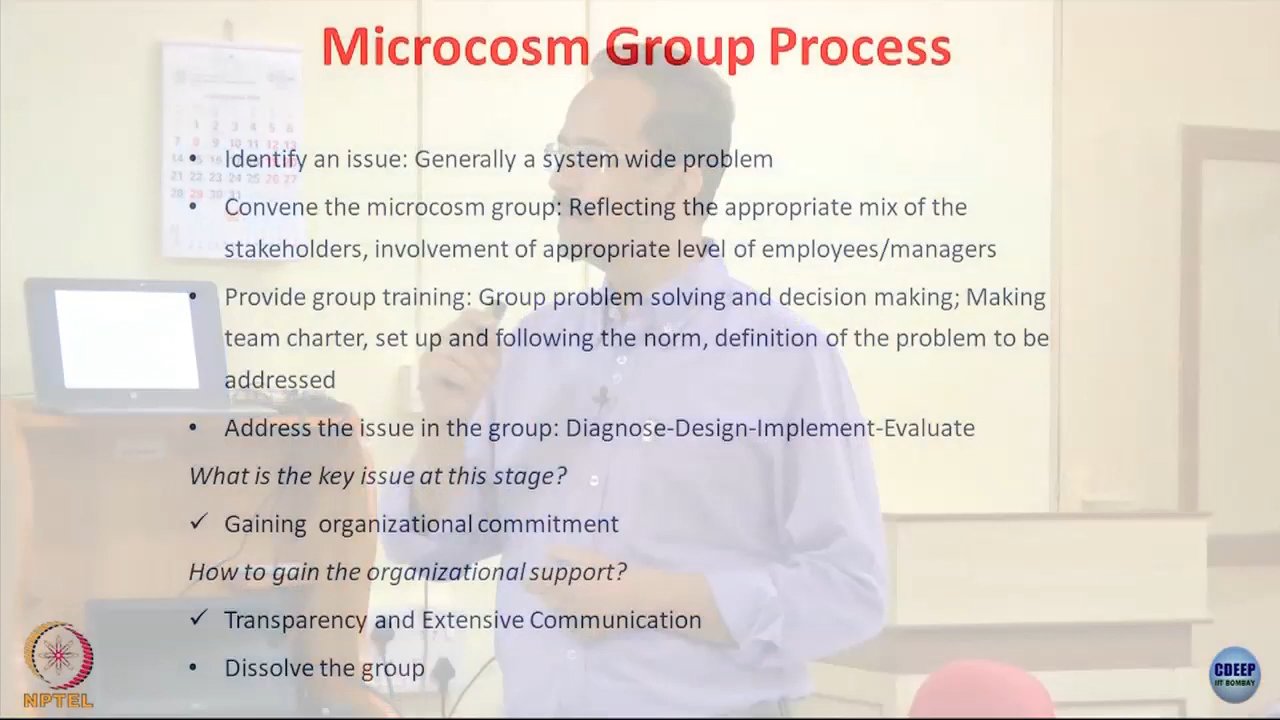 Microcosm Group Process
• Identify an issue: Generally a system wide problem
• Convene the microcosm group: Reflecting the appropriate mix of the
stakeholders, involvement of appropriate level of employees/managers
• Provide group training: Group problem solving and decision making; Making
team charter, set up and following the norm, definition of the problem to be
addressed
• Address the issue in the group: Diagnose-Design-Implement-Evaluate
What is the key issue at this stage?
✓ Gaining organizational commitment
How to gain the organizational support?
✓ Transparency and Extensive Communication
• Dissolve the group
NPTEL
CDEEP
IIT BOMBAY